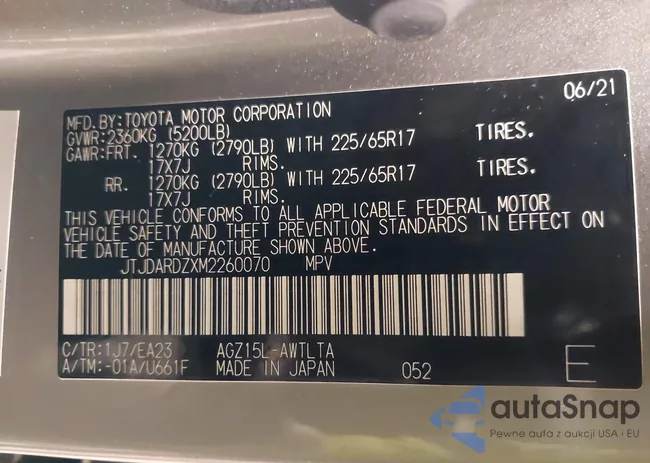 06/21
MFD. BY: TOYOTA MOTOR CORPORATION
GVWR: 2360KG (5200LB)
GAWR: FRT. 1270KG (2790LB) WITH 225/65R17 TIRES.
17X7J RIMS.
RR. 1270KG (2790LB) WITH 225/65R17 TIRES.
17X7J RIMS.
THIS VEHICLE CONFORMS TO ALL APPLICABLE FEDERAL MOTOR
VEHICLE SAFETY AND THEFT PREVENTION STANDARDS IN EFFECT ON
THE DATE OF MANUFACTURE SHOWN ABOVE.
JTJDARDZXM2260070 MPV
C/TR: 1J7/EA23 AGZ15L-AWTLTA
A/TM: -01A/U661F MADE IN JAPAN 052 E
autaSnap
Pewne auta z aukcji USA i EU